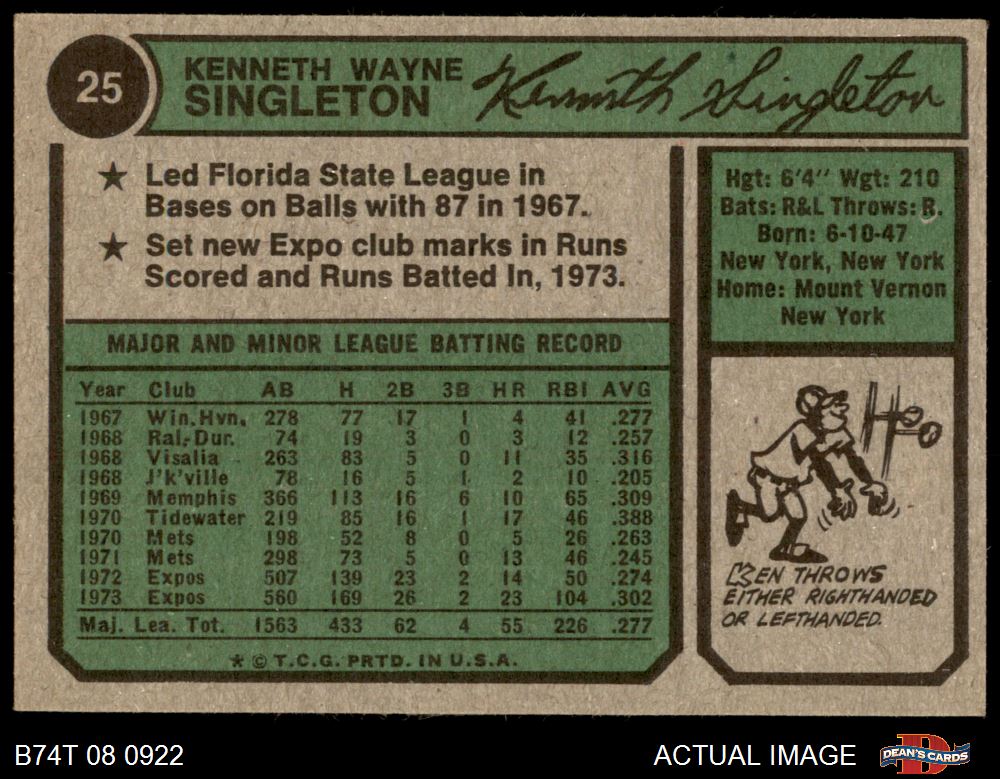 25
KENNETH WAYNE
SINGLETON
Kenneth Singleton
★ Led Florida State League in
Bases on Balls with 87 in 1967.
★ Set new Expo club marks in Runs
Scored and Runs Batted In, 1973.
Hgt: 6'4" Wgt: 210
Bats: R&L Throws: R.
Born: 6-10-47
New York, New York
Home: Mount Vernon
New York
MAJOR AND MINOR LEAGUE BATTING RECORD
Year Club AB H 2B 3B HR RBI AVG
1967 Win. Hvn. 278 77 17 1 4 41 .277
1968 Ral.-Dur. 74 19 3 0 3 12 .257
1968 Visalia 263 83 5 0 11 35 .316
1968 J'k'ville 78 16 5 1 2 10 .205
1969 Memphis 366 113 16 6 10 65 .309
1970 Tidewater 219 85 16 1 17 46 .388
1970 Mets 198 52 8 0 5 26 .263
1971 Mets 298 73 5 0 13 46 .245
1972 Expos 507 139 23 2 14 50 .274
1973 Expos 560 169 26 2 23 104 .302
Maj. Lea. Tot. 1563 433 62 4 55 226 .277
★ © T.C.G. PRTD. IN U.S.A.
KEN THROWS
EITHER RIGHTHANDED
OR LEFTHANDED.
B74T 08 0922
ACTUAL IMAGE
D
DEAN'S CARDS